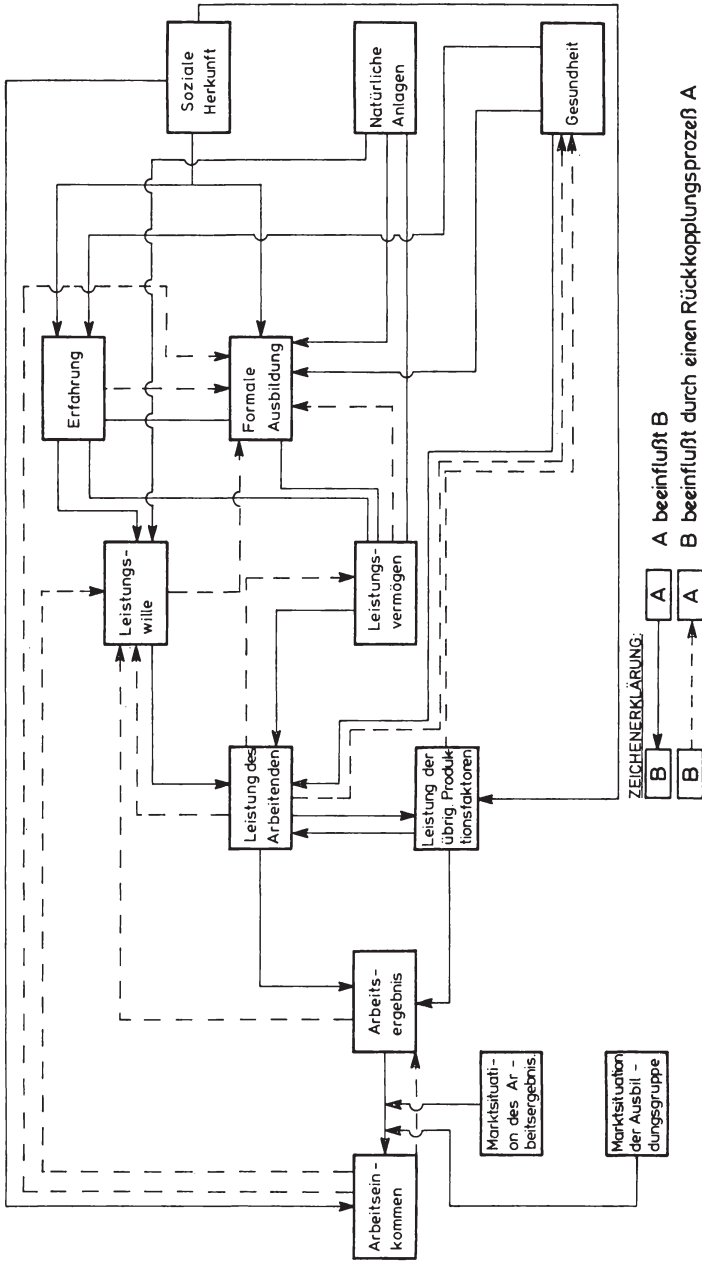 Soziale
Herkunft
Natürliche
Anlagen
Gesundheit
Erfahrung
Formale
Ausbildung
Leistungs-
wille
Leistungs-
vermögen
Leistung des
Arbeitenden
Leistung der
übrig. Produk-
tionsfaktoren
Arbeits-
ergebnis
Arbeitsein-
kommen
Marktsituati-
on des Ar-
beitsergebnis.
Marktsituation
der Ausbil-
dungsgruppe
ZEICHENERKLÄRUNG:
B A A beeinflußt B
B A B beeinflußt durch einen Rückkopplungsprozeß A